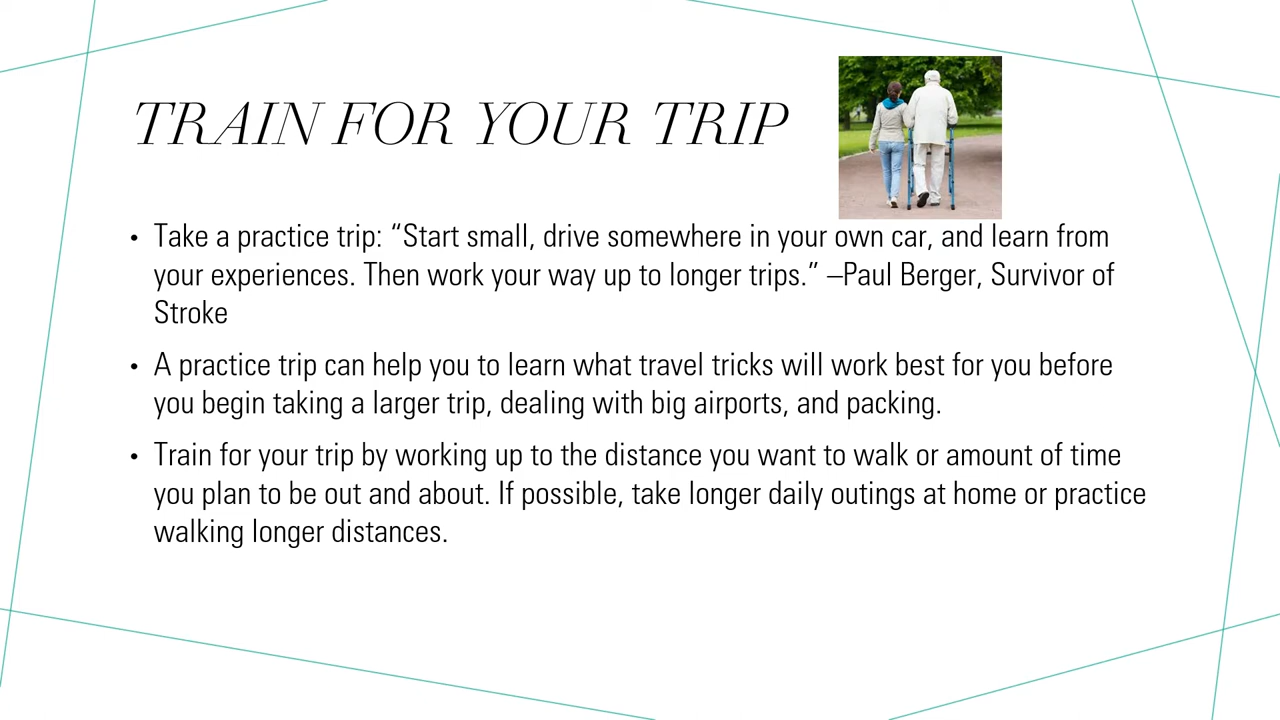 TRAIN FOR YOUR TRIP
• Take a practice trip: “Start small, drive somewhere in your own car, and learn from
your experiences. Then work your way up to longer trips.” –Paul Berger, Survivor of
Stroke
• A practice trip can help you to learn what travel tricks will work best for you before
you begin taking a larger trip, dealing with big airports, and packing.
• Train for your trip by working up to the distance you want to walk or amount of time
you plan to be out and about. If possible, take longer daily outings at home or practice
walking longer distances.